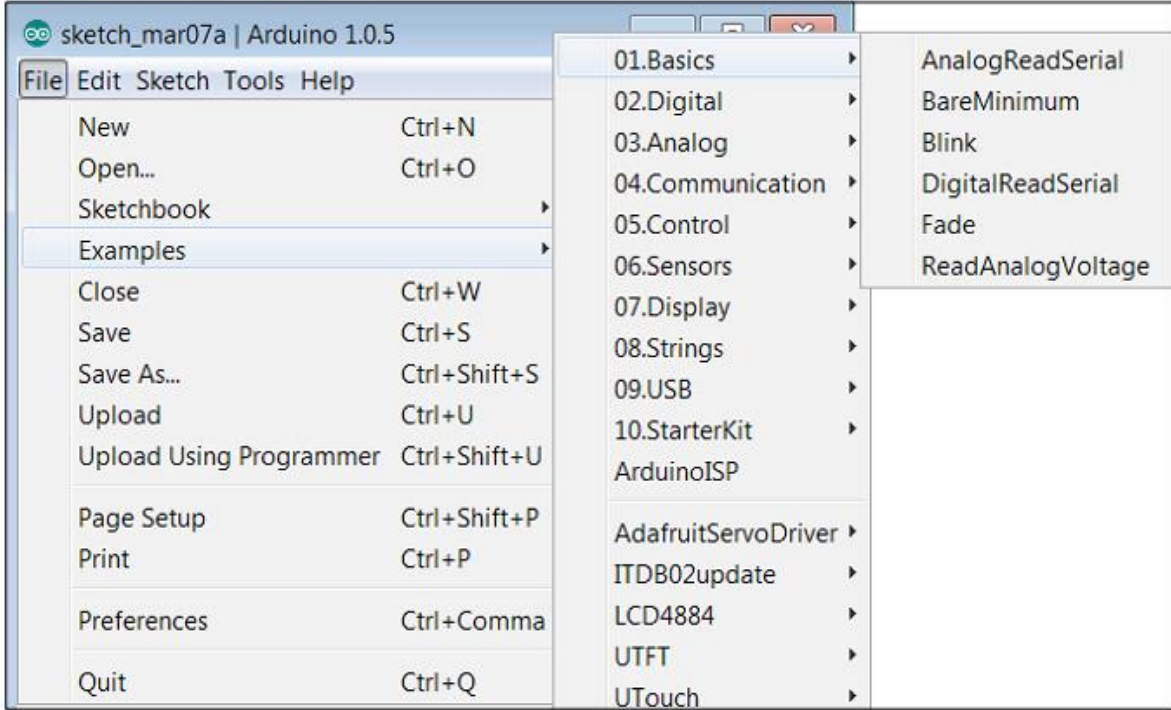 sketch_mar07a | Arduino 1.0.5
File Edit Sketch Tools Help
New Ctrl+N
Open... Ctrl+O
Sketchbook
Examples
Close Ctrl+W
Save Ctrl+S
Save As... Ctrl+Shift+S
Upload Ctrl+U
Upload Using Programmer Ctrl+Shift+U
Page Setup Ctrl+Shift+P
Print Ctrl+P
Preferences Ctrl+Comma
Quit Ctrl+Q
01.Basics
02.Digital
03.Analog
04.Communication
05.Control
06.Sensors
07.Display
08.Strings
09.USB
10.StarterKit
ArduinoISP
AdafruitServoDriver
ITDB02update
LCD4884
UTFT
UTouch
AnalogReadSerial
BareMinimum
Blink
DigitalReadSerial
Fade
ReadAnalogVoltage